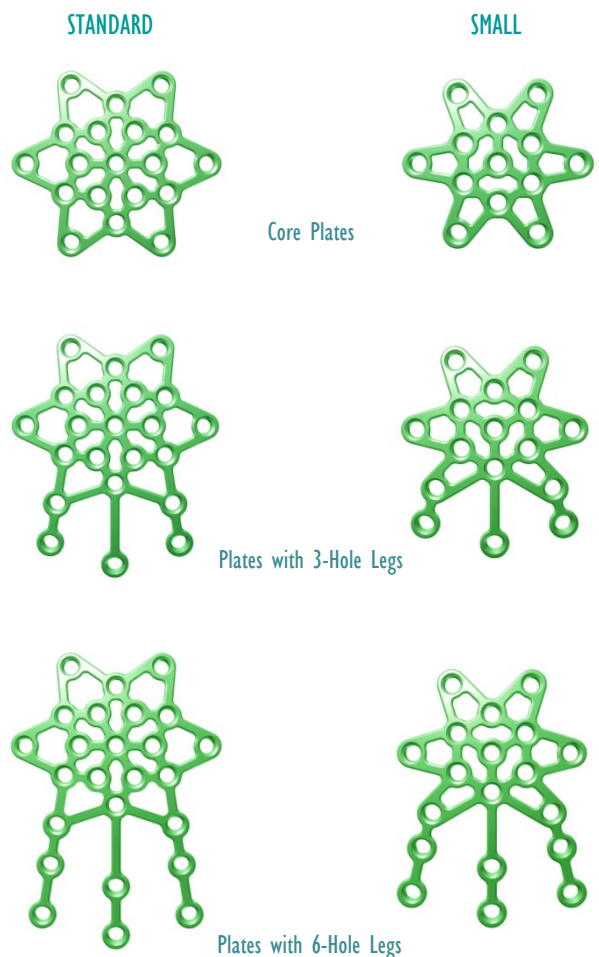 STANDARD
SMALL
Core Plates
Plates with 3-Hole Legs
Plates with 6-Hole Legs